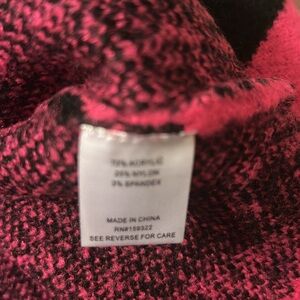 72% ACRYLIC
25% NYLON
3% SPANDEX
MADE IN CHINA
RN#159322
SEE REVERSE FOR CARE